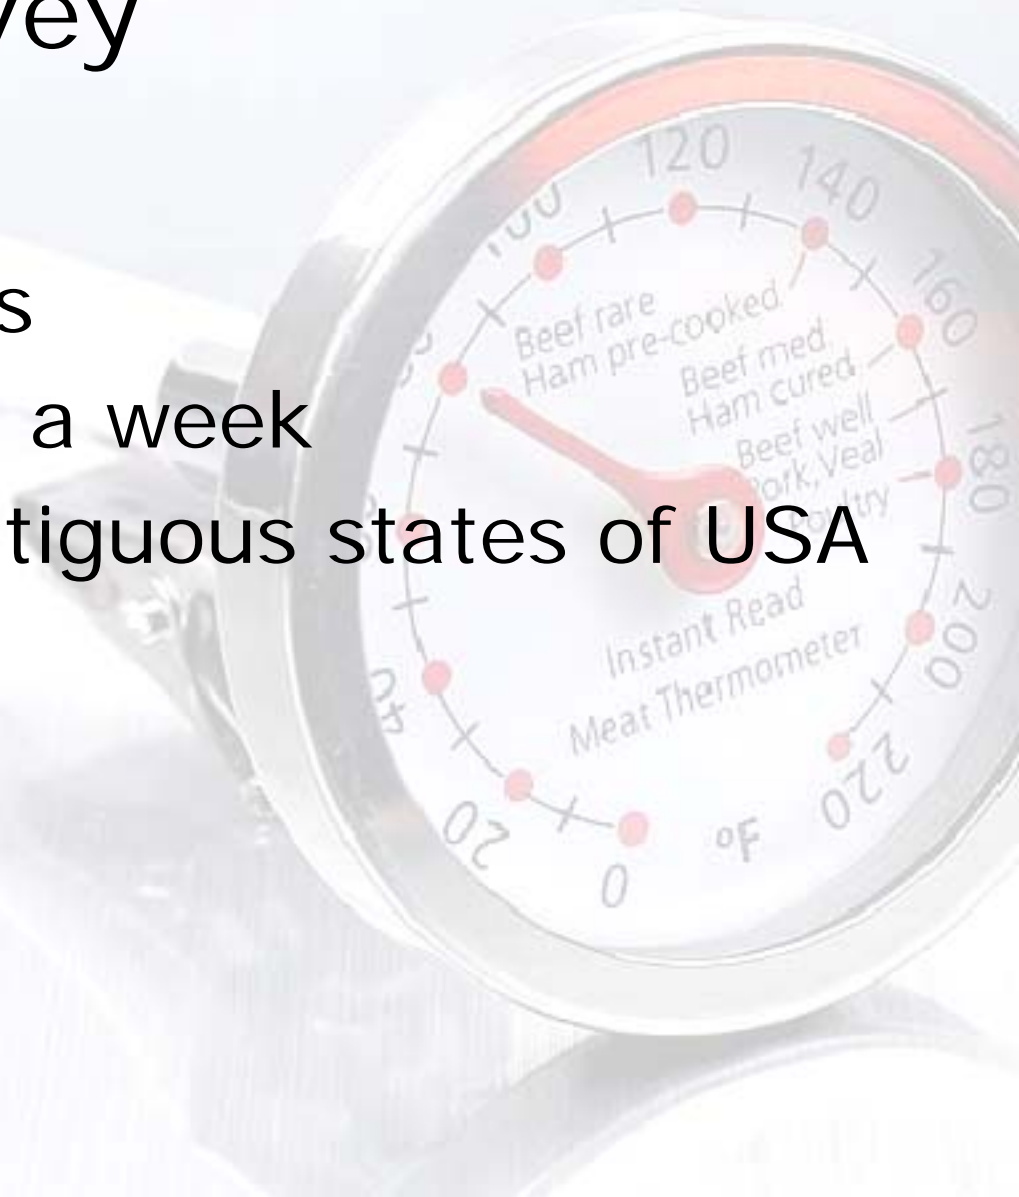 vey
s
a week
tiguous states of USA
120
140
100
160
180
200
220
40
20
0
°F
Beef rare
Ham pre-cooked
Beef med.
Ham cured
Beef well
Pork, Veal
Instant Read
Meat Thermometer